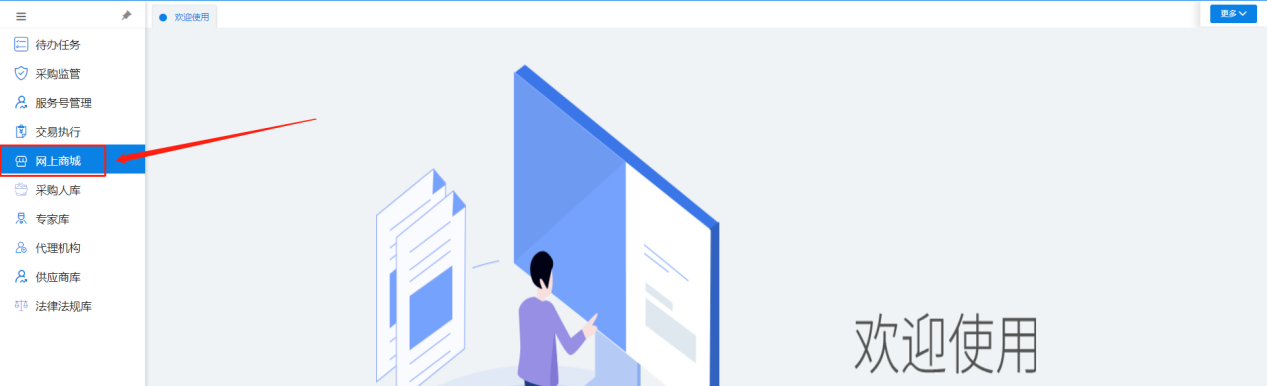 欢迎使用
更多
待办任务
采购监管
服务号管理
交易执行
网上商城
采购人库
专家库
代理机构
供应商库
法律法规库
欢迎使用